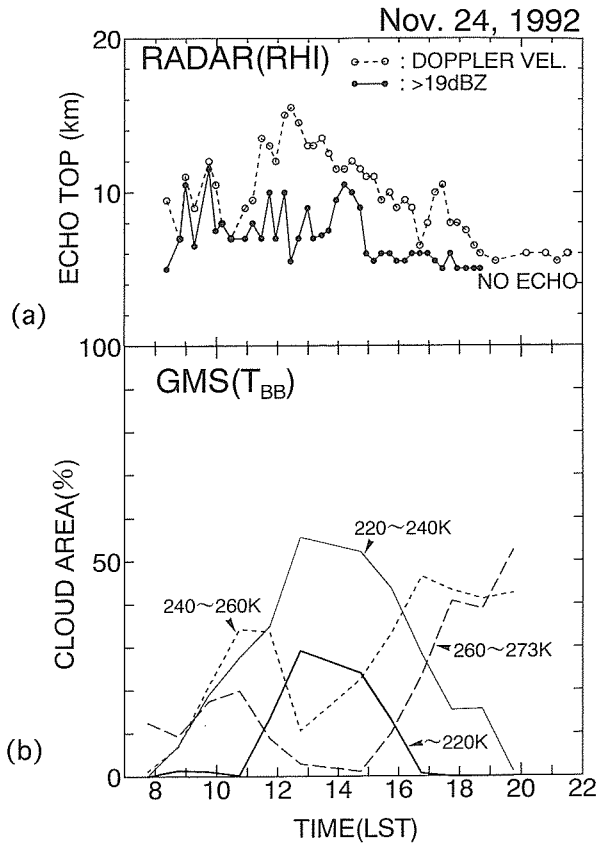 Nov. 24, 1992
20
RADAR(RHI)
: DOPPLER VEL.
: >19dBZ
ECHO TOP (km)
10
NO ECHO
(a)
100
GMS(TBB)
CLOUD AREA(%)
220~240K
50
240~260K
260~273K
~220K
(b)
0
8 10 12 14 16 18 20 22
TIME(LST)